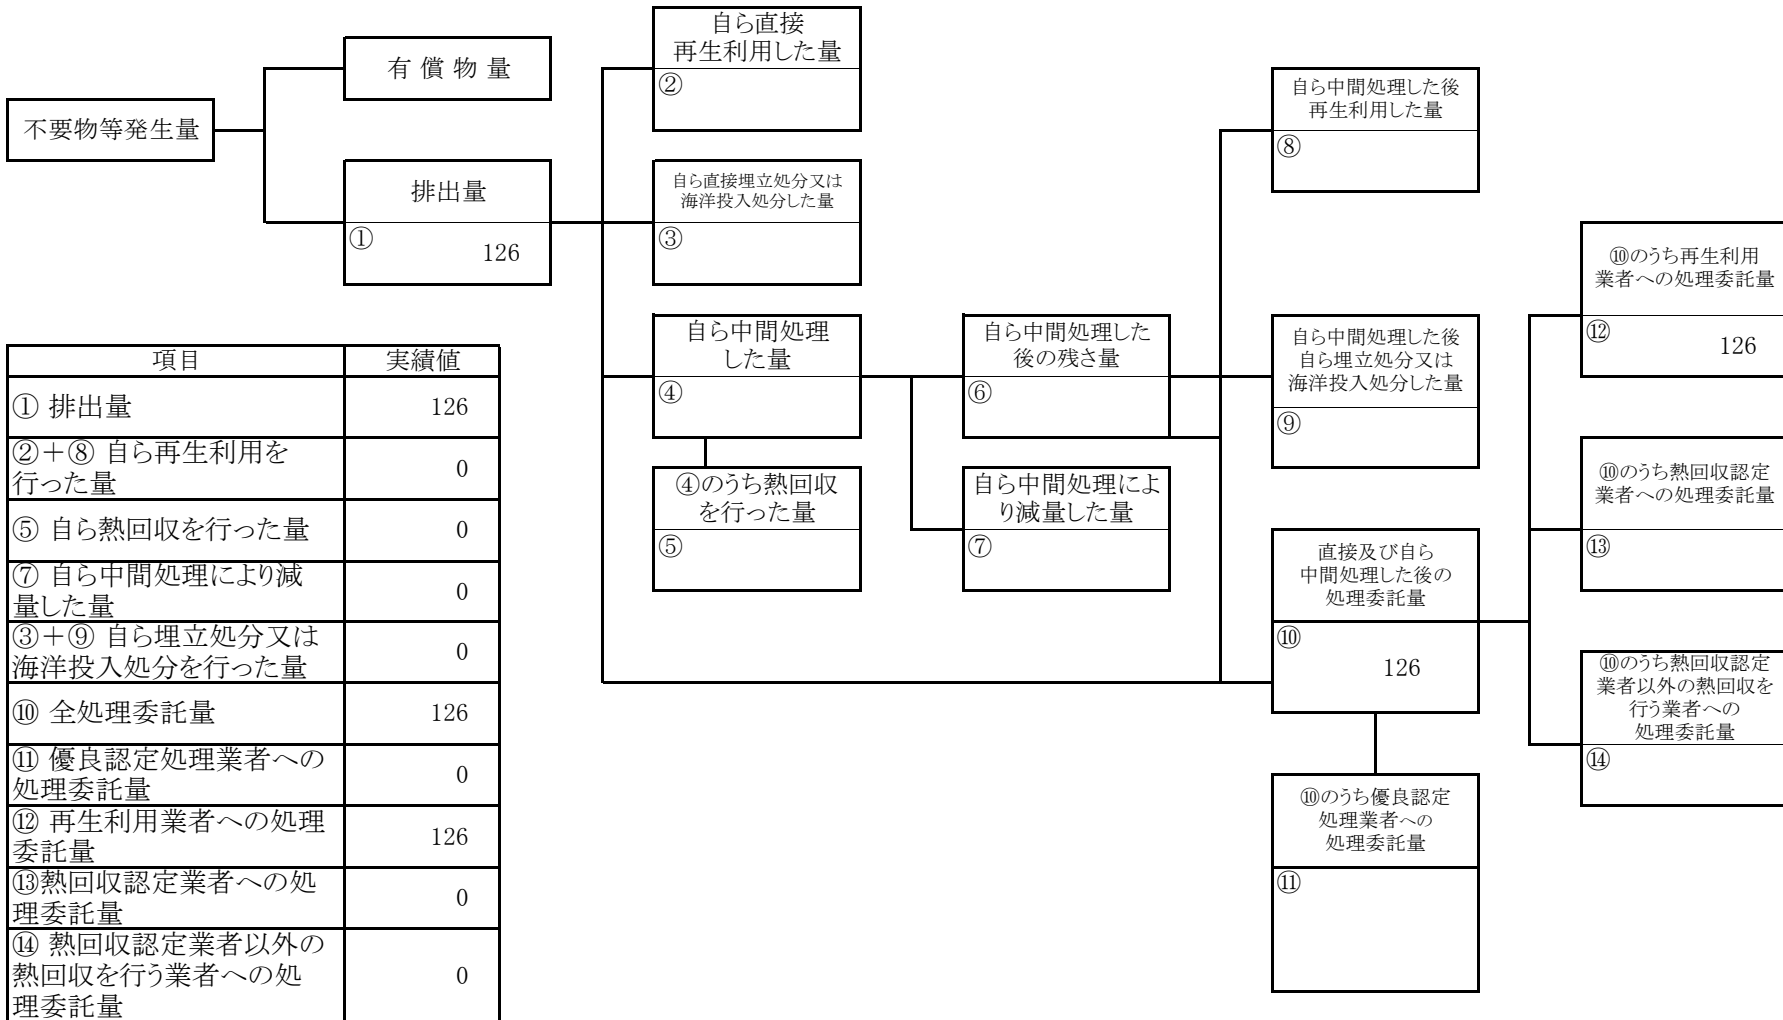 不要物等発生量
有 償 物 量
排出量
①
126
自ら直接
再生利用した量
②
自ら直接埋立処分又は
海洋投入処分した量
③
自ら中間処理
した量
④
④のうち熱回収
を行った量
⑤
自ら中間処理した
後の残さ量
⑥
自ら中間処理によ
り減量した量
⑦
自ら中間処理した後
再生利用した量
⑧
自ら中間処理した後
自ら埋立処分又は
海洋投入処分した量
⑨
直接及び自ら
中間処理した後の
処理委託量
⑩
126
⑩のうち優良認定
処理業者への
処理委託量
⑪
⑩のうち再生利用
業者への処理委託量
⑫
126
⑩のうち熱回収認定
業者への処理委託量
⑬
⑩のうち熱回収認定
業者以外の熱回収を
行う業者への
処理委託量
⑭
項目 実績値
① 排出量 126
②＋⑧ 自ら再生利用を
行った量 0
⑤ 自ら熱回収を行った量 0
⑦ 自ら中間処理により減
量した量 0
③＋⑨ 自ら埋立処分又は
海洋投入処分を行った量 0
⑩ 全処理委託量 126
⑪ 優良認定処理業者への
処理委託量 0
⑫ 再生利用業者への処理
委託量 126
⑬熱回収認定業者への処
理委託量 0
⑭ 熱回収認定業者以外の
熱回収を行う業者への処
理委託量 0